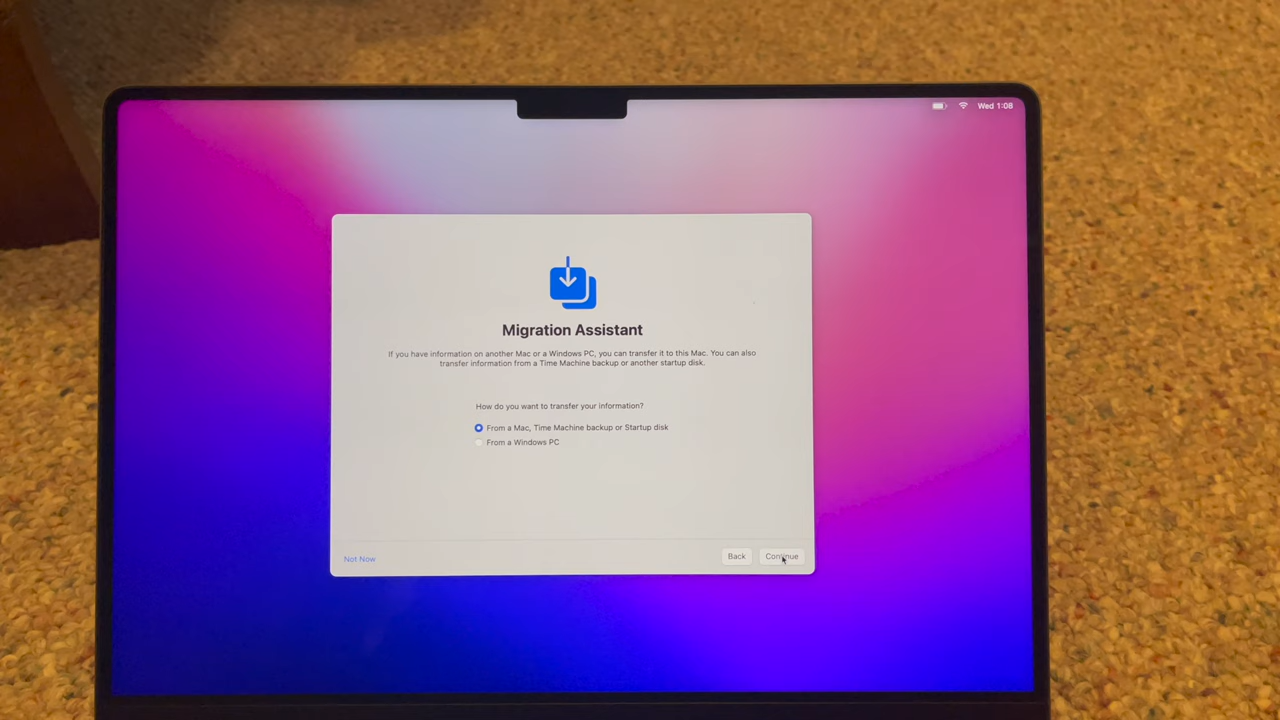 Wed 1:08
Migration Assistant
If you have information on another Mac or a Windows PC, you can transfer it to this Mac. You can also
transfer information from a Time Machine backup or another startup disk.
How do you want to transfer your information?
From a Mac, Time Machine backup or Startup disk
From a Windows PC
Not Now
Back
Continue